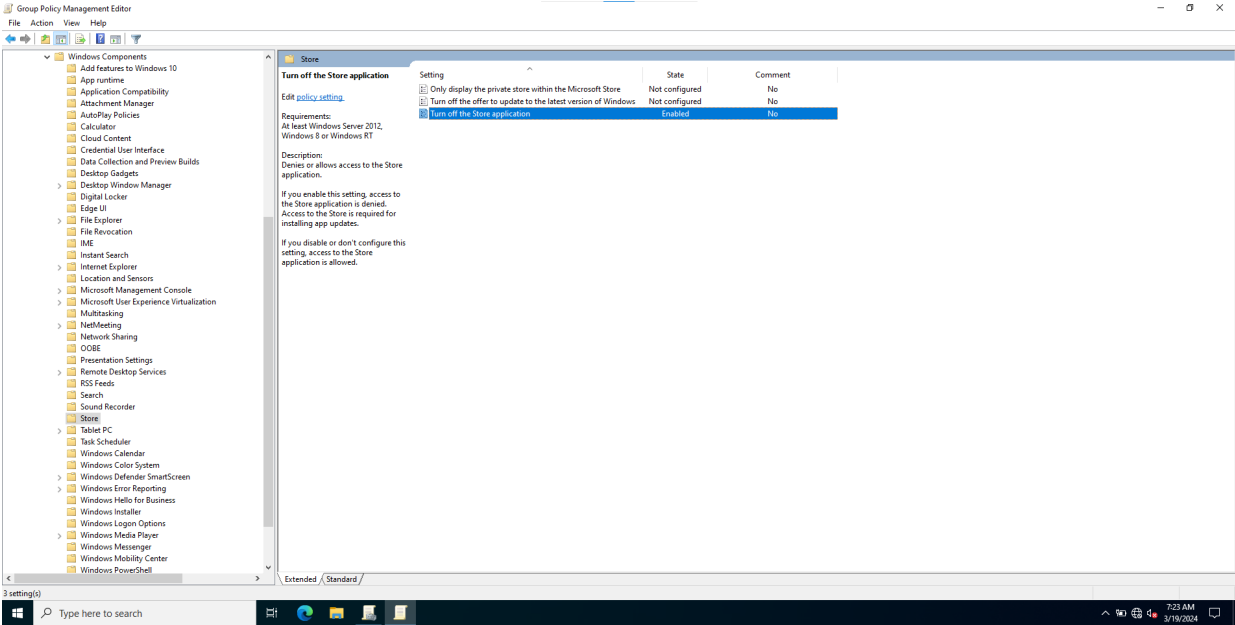 Group Policy Management Editor
File Action View Help
Windows Components
Add features to Windows 10
App runtime
Application Compatibility
Attachment Manager
AutoPlay Policies
Calculator
Cloud Content
Credential User Interface
Data Collection and Preview Builds
Desktop Gadgets
Desktop Window Manager
Digital Locker
Edge UI
File Explorer
File Revocation
IME
Instant Search
Internet Explorer
Location and Sensors
Microsoft Management Console
Microsoft User Experience Virtualization
Multitasking
NetMeeting
Network Sharing
OOBE
Presentation Settings
Remote Desktop Services
RSS Feeds
Search
Sound Recorder
Store
Tablet PC
Task Scheduler
Windows Calendar
Windows Color System
Windows Defender SmartScreen
Windows Error Reporting
Windows Hello for Business
Windows Installer
Windows Logon Options
Windows Media Player
Windows Messenger
Windows Mobility Center
Windows PowerShell
Store
Turn off the Store application
Edit policy setting
Requirements:
At least Windows Server 2012,
Windows 8 or Windows RT
Description:
Denies or allows access to the Store
application.
If you enable this setting, access to
the Store application is denied.
Access to the Store is required for
installing app updates.
If you disable or don't configure this
setting, access to the Store
application is allowed.
Setting State Comment
Only display the private store within the Microsoft Store Not configured No
Turn off the offer to update to the latest version of Windows Not configured No
Turn off the Store application Enabled No
Extended Standard
3 setting(s)
Type here to search
7:23 AM
3/19/2024